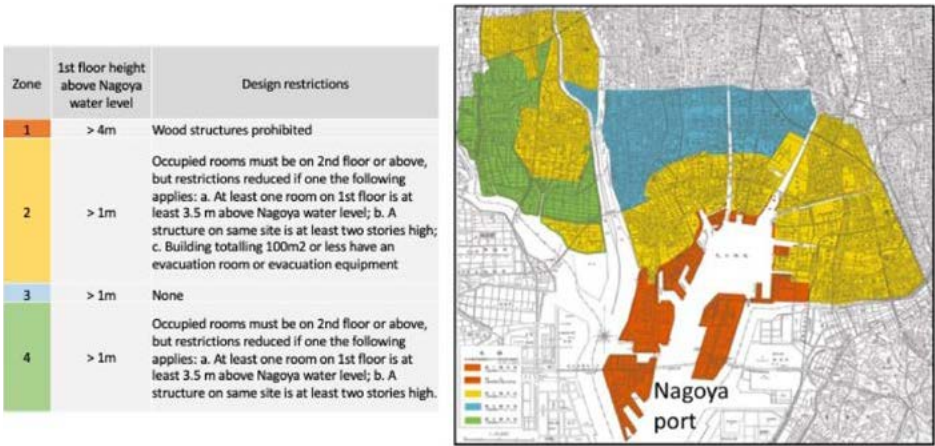 Zone
1st floor height
above Nagoya
water level
Design restrictions
1
> 4m
Wood structures prohibited
2
> 1m
Occupied rooms must be on 2nd floor or above,
but restrictions reduced if one the following
applies: a. At least one room on 1st floor is at
least 3.5 m above Nagoya water level; b. A
structure on same site is at least two stories high;
c. Building totalling 100m2 or less have an
evacuation room or evacuation equipment
3
> 1m
None
4
> 1m
Occupied rooms must be on 2nd floor or above,
but restrictions reduced if one the following
applies: a. At least one room on 1st floor is at
least 3.5 m above Nagoya water level; b. A
structure on same site is at least two stories high.
Nagoya
port